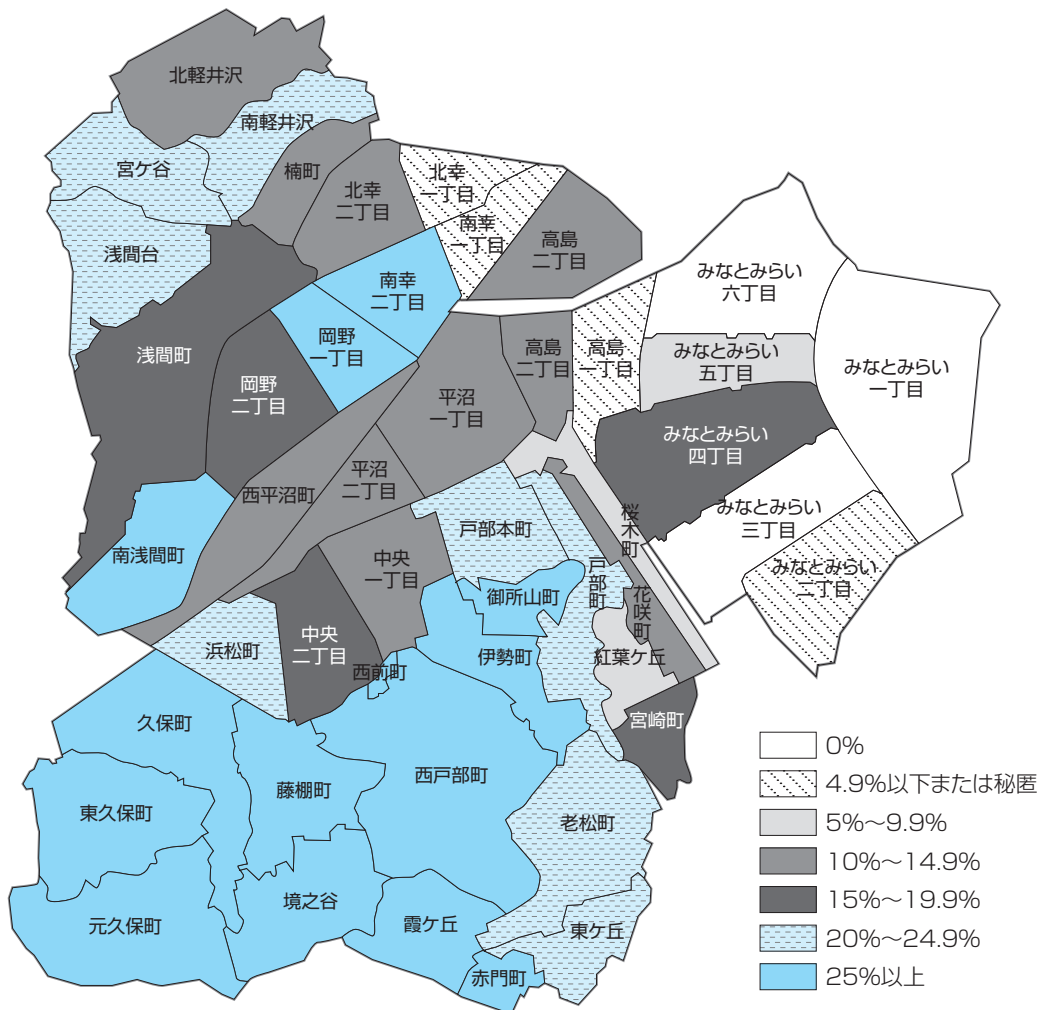 北軽井沢
南軽井沢
宮ケ谷
楠町
北幸
一丁目
北幸
二丁目
南幸
一丁目
高島
二丁目
浅間台
南幸
二丁目
みなとみらい
六丁目
浅間町
岡野
一丁目
高島
二丁目
高島
一丁目
みなとみらい
五丁目
みなとみらい
一丁目
岡野
二丁目
平沼
一丁目
みなとみらい
四丁目
西平沼町
平沼
二丁目
戸部本町
桜木町
みなとみらい
三丁目
南浅間町
中央
一丁目
御所山町
戸部町
みなとみらい
二丁目
花咲町
浜松町
中央
二丁目
西前町
伊勢町
紅葉ケ丘
久保町
宮崎町
東久保町
藤棚町
西戸部町
老松町
元久保町
境之谷
霞ケ丘
東ケ丘
赤門町
0%
4.9%以下または秘匿
5%～9.9%
10%～14.9%
15%～19.9%
20%～24.9%
25%以上